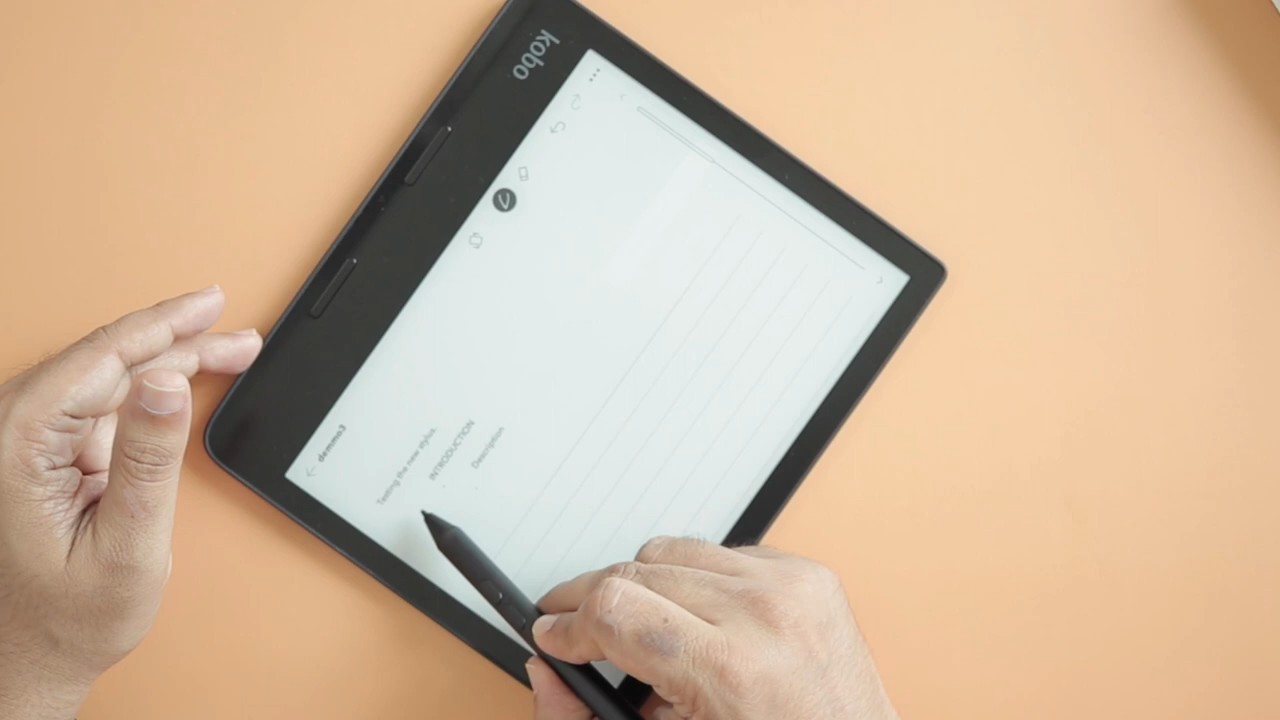 kobo
demmo3
Testing the new stylus.
INTRODUCTION
Description